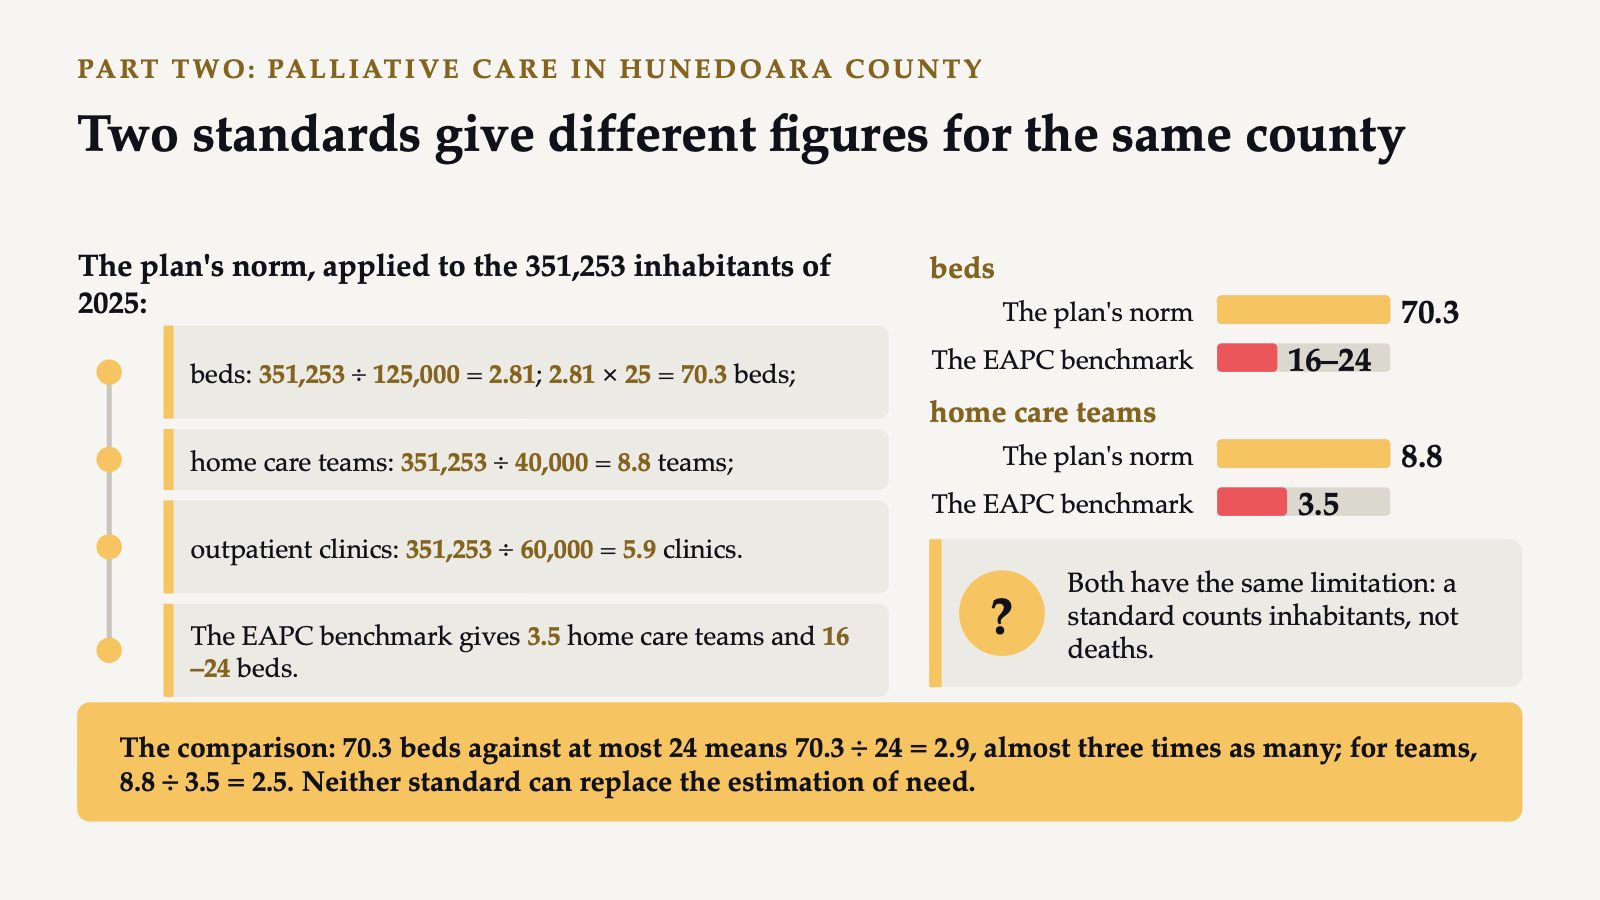 PART TWO: PALLIATIVE CARE IN HUNEDOARA COUNTY
Two standards give different figures for the same county
The plan's norm, applied to the 351,253 inhabitants of
2025:
beds: 351,253 ÷ 125,000 = 2.81; 2.81 × 25 = 70.3 beds;
home care teams: 351,253 ÷ 40,000 = 8.8 teams;
outpatient clinics: 351,253 ÷ 60,000 = 5.9 clinics.
The EAPC benchmark gives 3.5 home care teams and 16
–24 beds.
beds
The plan's norm 70.3
The EAPC benchmark 16–24
home care teams
The plan's norm 8.8
The EAPC benchmark 3.5
?
Both have the same limitation: a
standard counts inhabitants, not
deaths.
The comparison: 70.3 beds against at most 24 means 70.3 ÷ 24 = 2.9, almost three times as many; for teams,
8.8 ÷ 3.5 = 2.5. Neither standard can replace the estimation of need.